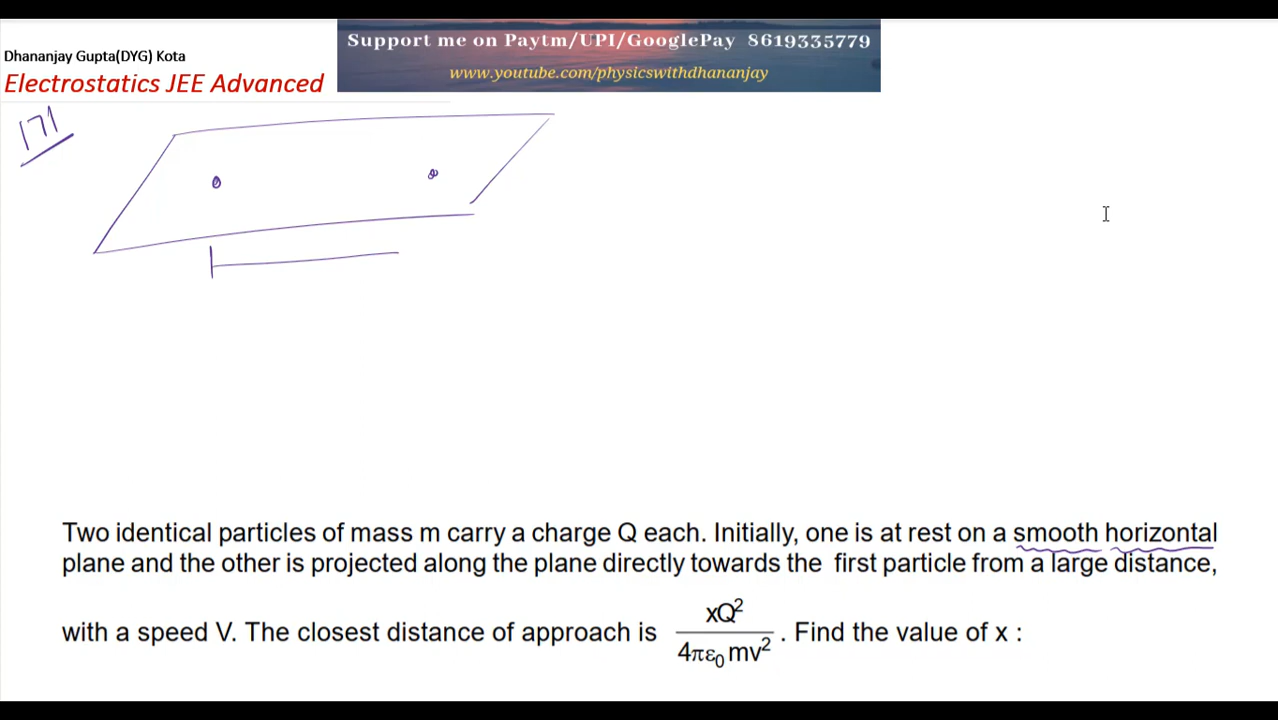 Support me on Paytm/UPI/GooglePay 8619335779
www.youtube.com/physicswithdhananjay
Dhananjay Gupta(DYG) Kota
Electrostatics JEE Advanced
171
Two identical particles of mass m carry a charge Q each. Initially, one is at rest on a smooth horizontal
plane and the other is projected along the plane directly towards the first particle from a large distance,
with a speed V. The closest distance of approach is xQ²/4πε₀mv². Find the value of x :